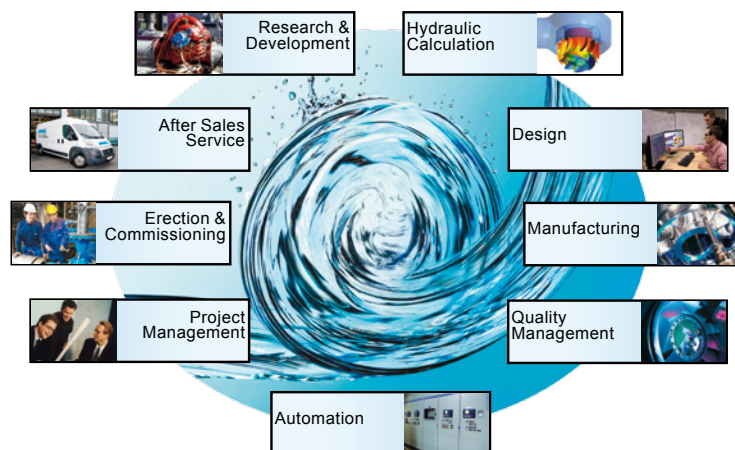 Research &
Development
Hydraulic
Calculation
After Sales
Service
Design
Erection &
Commissioning
Manufacturing
Project
Management
Quality
Management
Automation